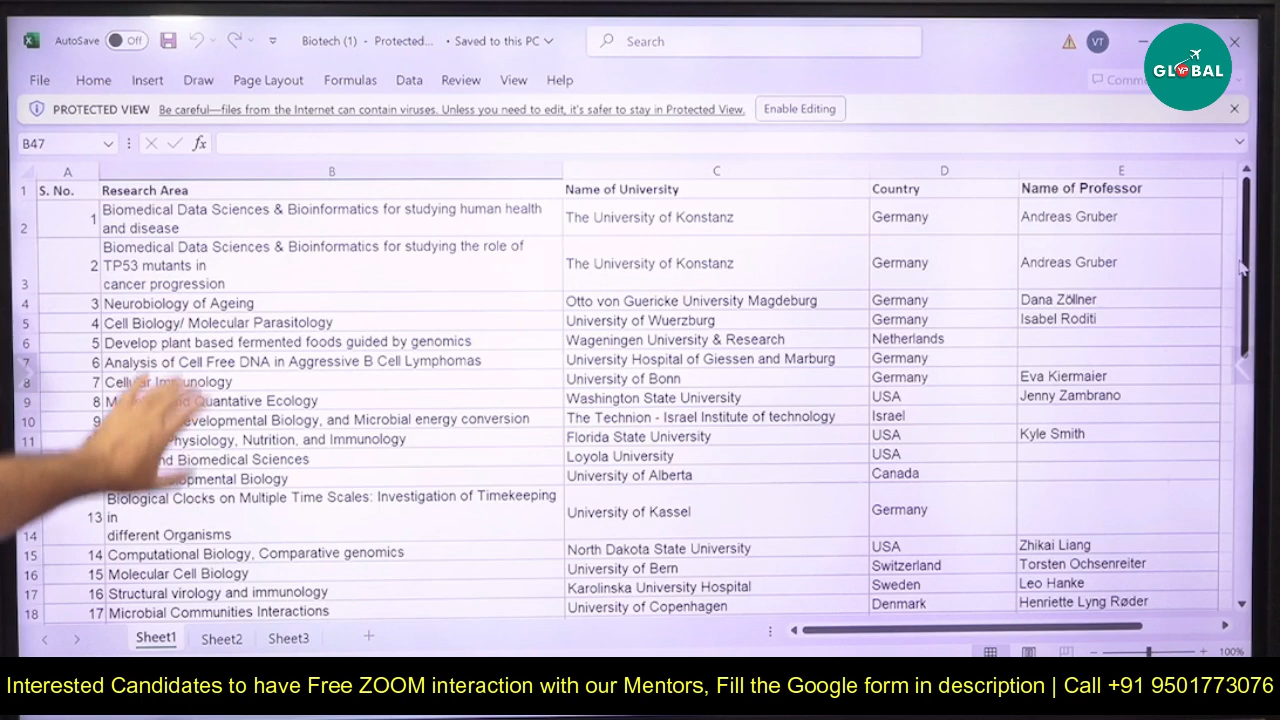 AutoSave Off Biotech (1) - Protected... • Saved to this PC Search VT
GLOBAL
YP
File Home Insert Draw Page Layout Formulas Data Review View Help
PROTECTED VIEW Be careful—files from the Internet can contain viruses. Unless you need to edit, it's safer to stay in Protected View. Enable Editing
B47 fx
A B C D E
1 S. No. Research Area Name of University Country Name of Professor
2 1 Biomedical Data Sciences & Bioinformatics for studying human health The University of Konstanz Germany Andreas Gruber
and disease
3 2 Biomedical Data Sciences & Bioinformatics for studying the role of The University of Konstanz Germany Andreas Gruber
TP53 mutants in
cancer progression
4 3 Neurobiology of Ageing Otto von Guericke University Magdeburg Germany Dana Zöllner
5 4 Cell Biology/ Molecular Parasitology University of Wuerzburg Germany Isabel Roditi
6 5 Develop plant based fermented foods guided by genomics Wageningen University & Research Netherlands
7 6 Analysis of Cell Free DNA in Aggressive B Cell Lymphomas University Hospital of Giessen and Marburg Germany
8 7 Cellular Immunology University of Bonn Germany Eva Kiermaier
9 8 Quantative Ecology Washington State University USA Jenny Zambrano
10 9 evelopmental Biology, and Microbial energy conversion The Technion - Israel Institute of technology Israel
11 Physiology, Nutrition, and Immunology Florida State University USA Kyle Smith
nd Biomedical Sciences Loyola University USA
opmental Biology University of Alberta Canada
14 13 Biological Clocks on Multiple Time Scales: Investigation of Timekeeping University of Kassel Germany
in
different Organisms
15 14 Computational Biology, Comparative genomics North Dakota State University USA Zhikai Liang
16 15 Molecular Cell Biology University of Bern Switzerland Torsten Ochsenreiter
17 16 Structural virology and immunology Karolinska University Hospital Sweden Leo Hanke
18 17 Microbial Communities Interactions University of Copenhagen Denmark Henriette Lyng Røder
Sheet1 Sheet2 Sheet3
100%
Interested Candidates to have Free ZOOM interaction with our Mentors, Fill the Google form in description | Call +91 9501773076